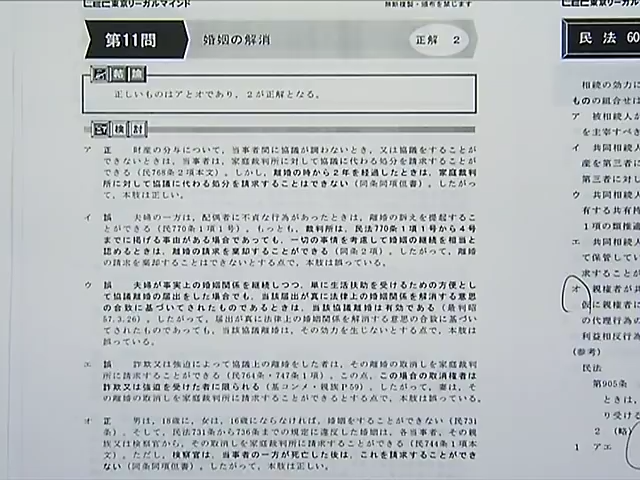 東京リーガルマインド
無断複製・頒布を禁じます
第11問
婚姻の解消
正解 2
結論
正しいものはアとオであり、2が正解となる。
検討
ア 正 財産の分与について、当事者間に協議が調わないとき、又は協議をすることが
できないときは、当事者は、家庭裁判所に対して協議に代わる処分を請求すること
ができる（民768条2項本文）。しかし、離婚の時から2年を経過したときは、家庭裁判
所に対して協議に代わる処分を請求することはできない（同条同項但書）。したがっ
て、本肢は正しい。
イ 誤 夫婦の一方は、配偶者に不貞な行為があったときは、離婚の訴えを提起するこ
とができる（民770条1項1号）。もっとも、裁判所は、民法770条1項1号から4号
までに掲げる事由がある場合であっても、一切の事情を考慮して婚姻の継続を相当と
認めるときは、離婚の請求を棄却することができる（同条2項）。したがって、離婚
の請求を棄却することはできないとする点で、本肢は誤っている。
ウ 誤 夫婦が事実上の婚姻関係を継続しつつ、単に生活扶助を受けるための方便とし
て協議離婚の届出をした場合でも、当該届出が真に法律上の婚姻関係を解消する意思
の合致に基づいてされたものであるときは、当該協議離婚は有効である（最判昭
57.3.26）。したがって、届出が真に法律上の婚姻関係を解消する意思の合致に基づい
てされたものであっても、当該協議離婚は、その効力を生じないとする点で、本肢は
誤っている。
エ 誤 詐欺又は強迫によって協議上の離婚をした者は、その離婚の取消しを家庭裁判
所に請求することができる（民764条・747条1項）。この点、この場合の取消権者は
詐欺又は強迫を受けた者に限られる（基コンメ・親族P59）。したがって、妻は、そ
の離婚の取消しを家庭裁判所に請求することができるとする点で、本肢は誤っている。
オ 正 男は、18歳に、女は、16歳にならなければ、婚姻をすることができない（民731
条）。そして、民法731条から736条までの規定に違反した婚姻は、各当事者、その親
族又は検察官から、その取消しを家庭裁判所に請求することができる（民744条1項本
文）。ただし、検察官は、当事者の一方が死亡した後は、これを請求することができ
ない（同条同項但書）。したがって、本肢は正しい。
民法 60
相続の効力に
ものの組合せは
ア 被相続人が
を主宰すべき
イ 共同相続人
産を第三者に
第三者に対し
ウ 共同相続人
有する共有持
1項の類推適
エ 共同相続人
て保管してい
求することが
オ 親権者が共
仮に親権者に
の代理行為の
利益相反行為
(参考)
民法
第905条
ときは、
り受ける
2 (略)
1 アエ